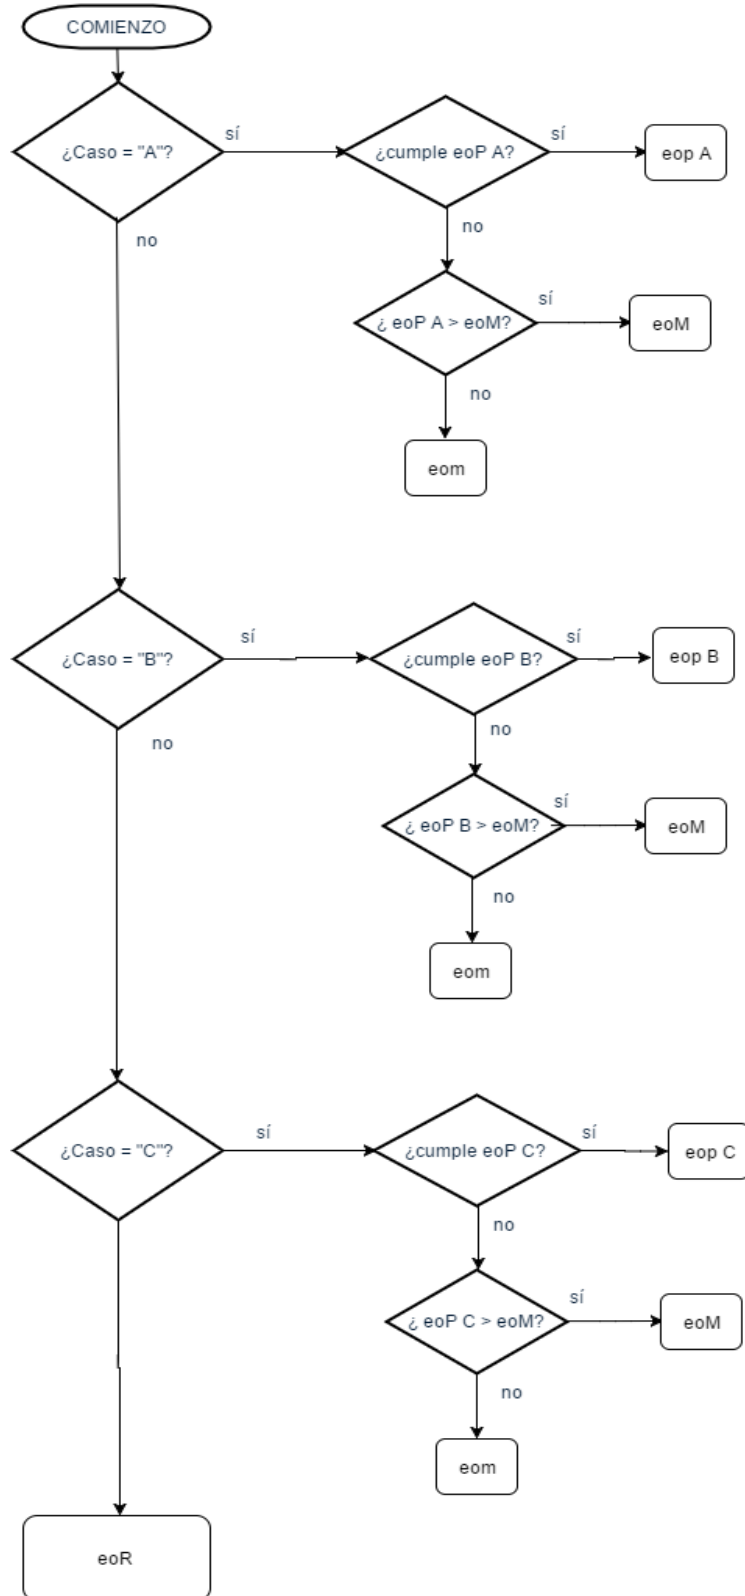 COMIENZO
¿Caso = "A"?
sí
¿cumple eoP A?
sí
eop A
no
no
¿ eoP A > eoM?
sí
eoM
no
eom
¿Caso = "B"?
sí
¿cumple eoP B?
sí
eop B
no
no
¿ eoP B > eoM?
sí
eoM
no
eom
¿Caso = "C"?
sí
¿cumple eoP C?
sí
eop C
no
¿ eoP C > eoM?
sí
eoM
no
eom
eoR